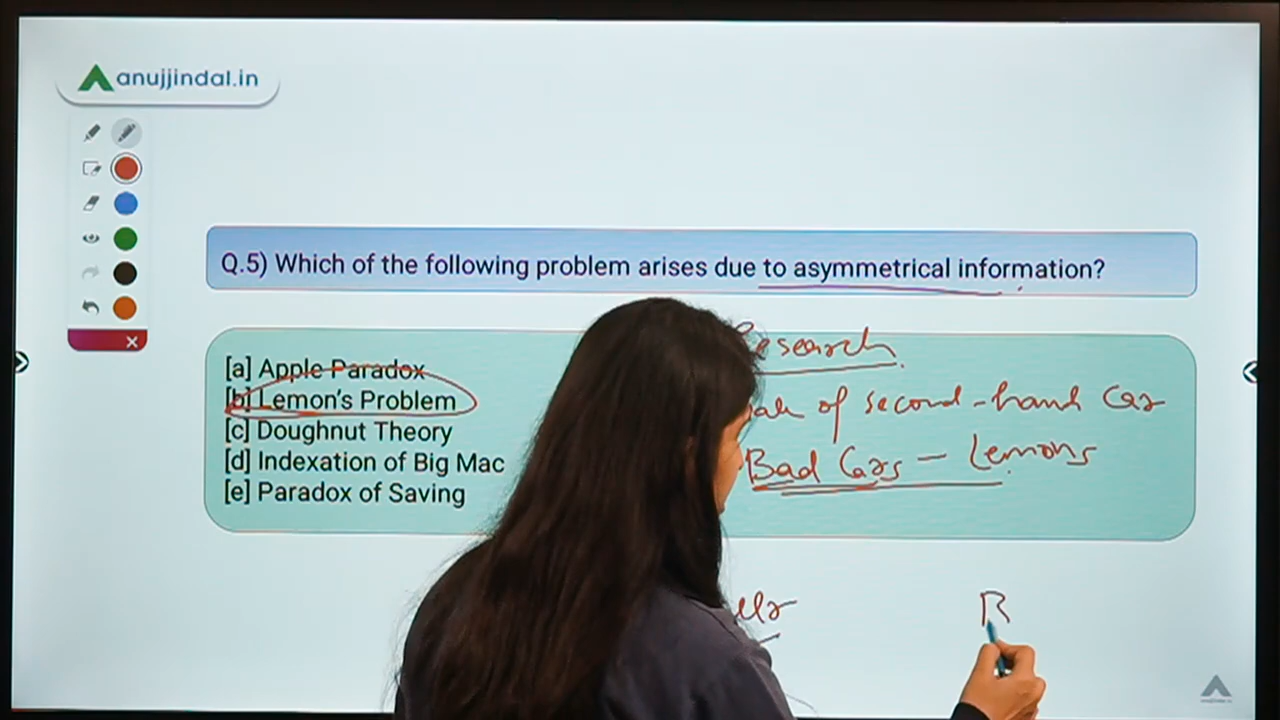 anujjindal.in
Q.5) Which of the following problem arises due to asymmetrical information?
[a] Apple Paradox
[b] Lemon's Problem
[c] Doughnut Theory
[d] Indexation of Big Mac
[e] Paradox of Saving
esearch
of second-hand Car
Bad Cars - Lemons